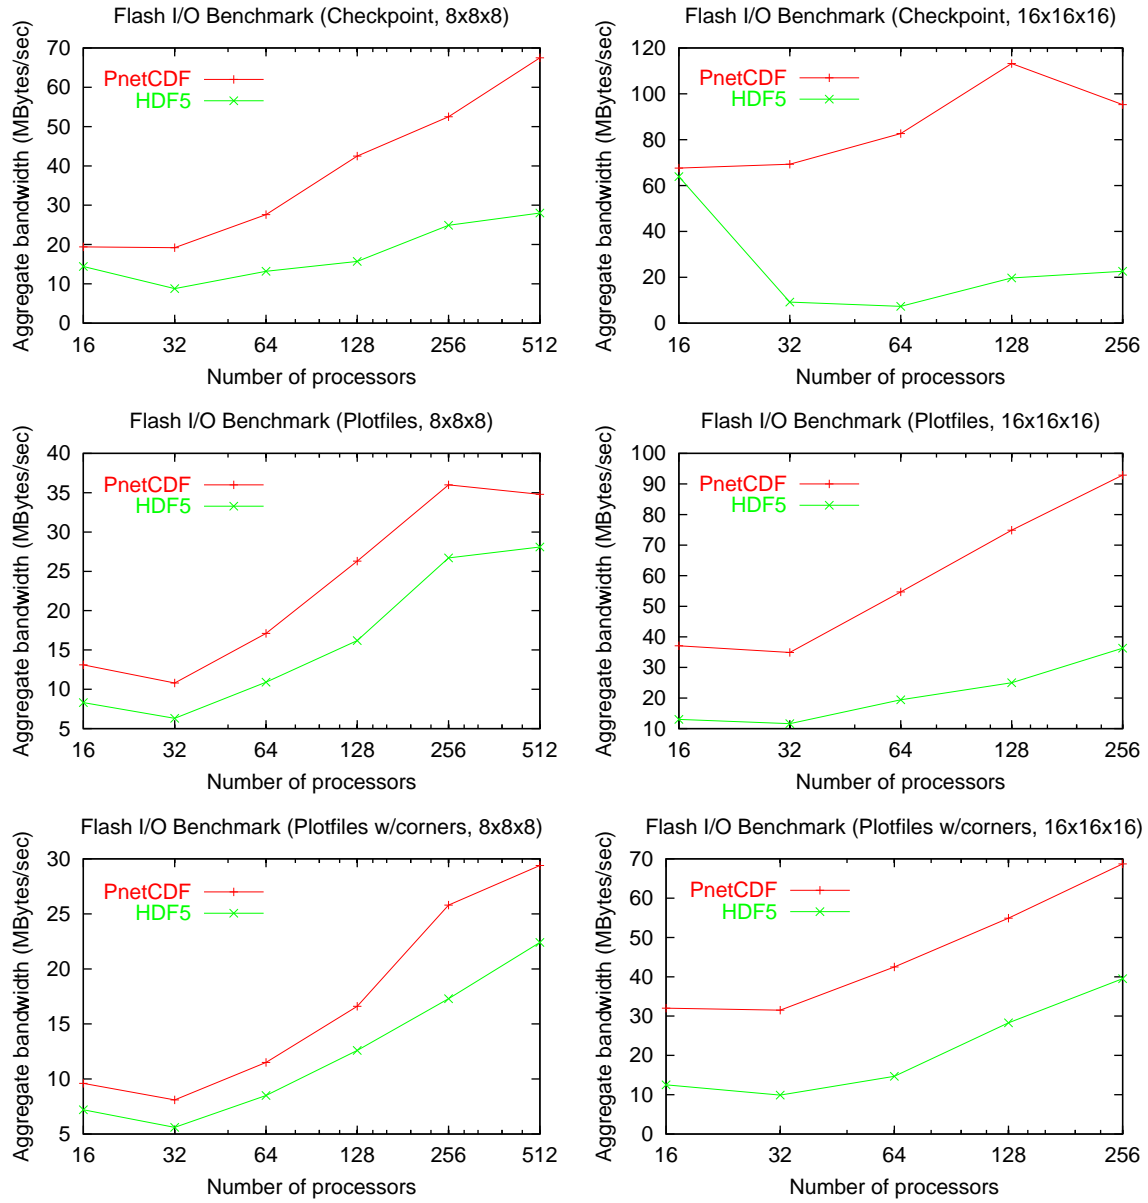 Flash I/O Benchmark (Checkpoint, 8x8x8)
Aggregate bandwidth (MBytes/sec)
70
60
50
40
30
20
10
0
PnetCDF
HDF5
16 32 64 128 256 512
Number of processors
Flash I/O Benchmark (Checkpoint, 16x16x16)
Aggregate bandwidth (MBytes/sec)
120
100
80
60
40
20
0
PnetCDF
HDF5
16 32 64 128 256
Number of processors
Flash I/O Benchmark (Plotfiles, 8x8x8)
Aggregate bandwidth (MBytes/sec)
40
35
30
25
20
15
10
5
PnetCDF
HDF5
16 32 64 128 256 512
Number of processors
Flash I/O Benchmark (Plotfiles, 16x16x16)
Aggregate bandwidth (MBytes/sec)
100
90
80
70
60
50
40
30
20
10
PnetCDF
HDF5
16 32 64 128 256
Number of processors
Flash I/O Benchmark (Plotfiles w/corners, 8x8x8)
Aggregate bandwidth (MBytes/sec)
30
25
20
15
10
5
PnetCDF
HDF5
16 32 64 128 256 512
Number of processors
Flash I/O Benchmark (Plotfiles w/corners, 16x16x16)
Aggregate bandwidth (MBytes/sec)
70
60
50
40
30
20
10
0
PnetCDF
HDF5
16 32 64 128 256
Number of processors